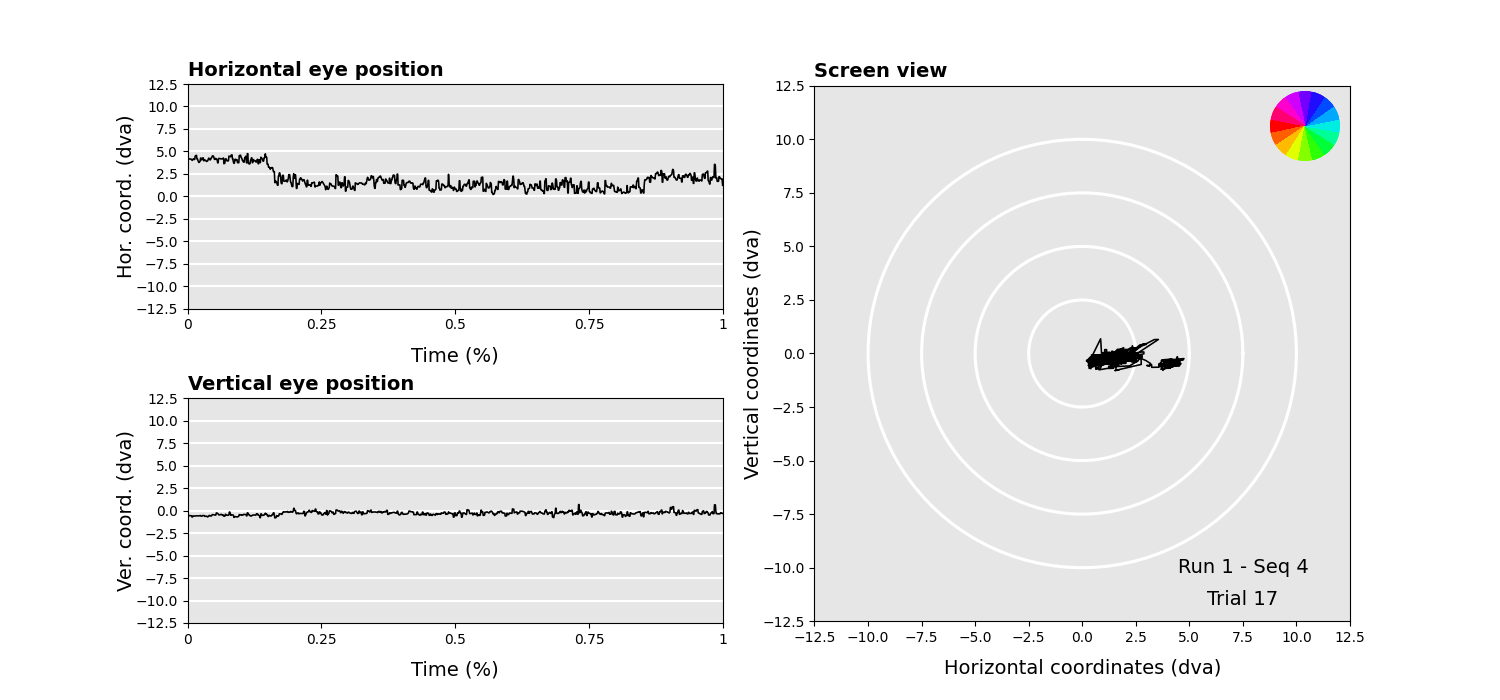 Horizontal eye position
12.5
10.0
7.5
5.0
2.5
0.0
−2.5
−5.0
−7.5
−10.0
−12.5
Hor. coord. (dva)
0 0.25 0.5 0.75 1
Time (%)
Vertical eye position
12.5
10.0
7.5
5.0
2.5
0.0
−2.5
−5.0
−7.5
−10.0
−12.5
Ver. coord. (dva)
0 0.25 0.5 0.75 1
Time (%)
Screen view
12.5
10.0
7.5
5.0
2.5
0.0
−2.5
−5.0
−7.5
−10.0
−12.5
Vertical coordinates (dva)
Run 1 - Seq 4
Trial 17
−12.5 −10.0 −7.5 −5.0 −2.5 0.0 2.5 5.0 7.5 10.0 12.5
Horizontal coordinates (dva)